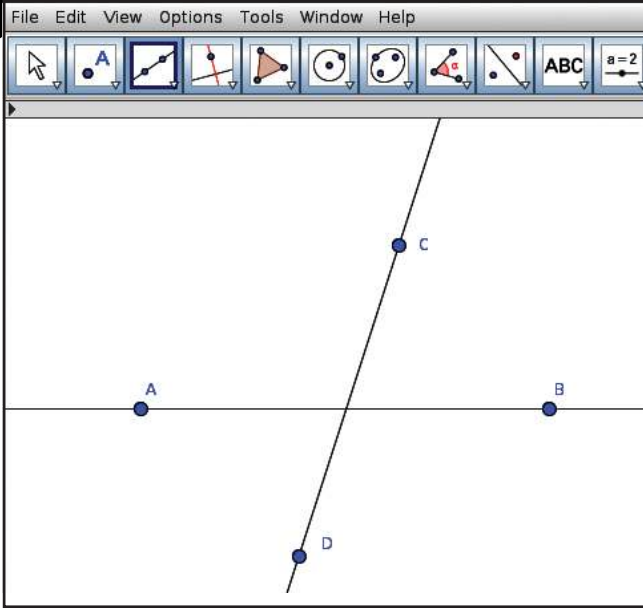 File Edit View Options Tools Window Help
A α ABC a=2
C
A B
D